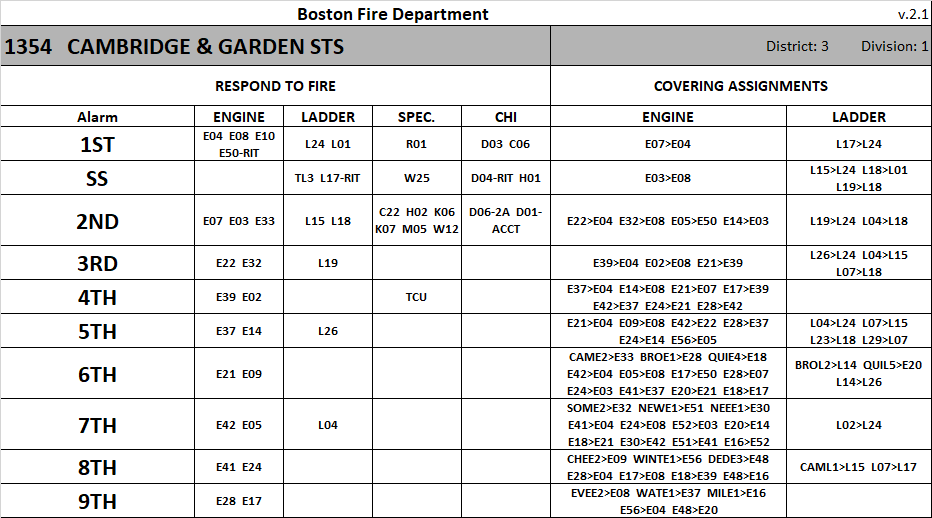 Boston Fire Department v.2.1
1354 CAMBRIDGE & GARDEN STS District: 3 Division: 1
RESPOND TO FIRE COVERING ASSIGNMENTS
Alarm ENGINE LADDER SPEC. CHI ENGINE LADDER
1ST E04 E08 E10 L24 L01 R01 D03 C06 E07>E04 L17>L24
E50-RIT
SS TL3 L17-RIT W25 D04-RIT H01 E03>E08 L15>L24 L18>L01
L19>L18
2ND E07 E03 E33 L15 L18 C22 H02 K06 D06-2A D01- E22>E04 E32>E08 E05>E50 E14>E03 L19>L24 L04>L18
K07 M05 W12 ACCT
3RD E22 E32 L19 E39>E04 E02>E08 E21>E39 L26>L24 L04>L15
L07>L18
4TH E39 E02 TCU E37>E04 E14>E08 E21>E07 E17>E39
E42>E37 E24>E21 E28>E42
5TH E37 E14 L26 E21>E04 E09>E08 E42>E22 E28>E37 L04>L24 L07>L15
E24>E14 E56>E05 L23>L18 L29>L07
6TH E21 E09 CAME2>E33 BROE1>E28 QUIE4>E18 BROL2>L14 QUIL5>E20
E42>E04 E05>E08 E17>E50 E28>E07 L14>L26
E24>E03 E41>E37 E20>E21 E18>E17
7TH E42 E05 L04 SOME2>E32 NEWE1>E51 NEEE1>E30 L02>L24
E41>E04 E24>E08 E52>E03 E20>E14
E18>E21 E30>E42 E51>E41 E16>E52
8TH E41 E24 CHEE2>E09 WINTE1>E56 DEDE3>E48 CAML1>L15 L07>L17
E28>E04 E17>E08 E18>E39 E48>E16
9TH E28 E17 EVEE2>E08 WATE1>E37 MILE1>E16
E56>E04 E48>E20